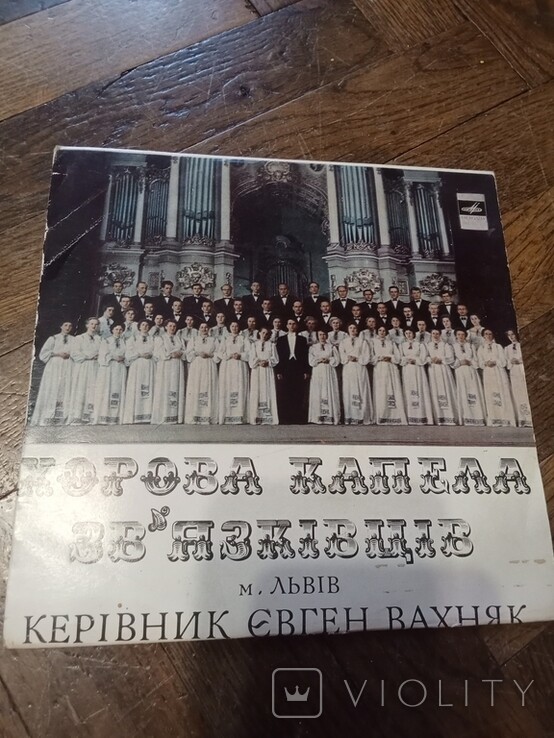 ХОРОВА КАПЕЛА
ЗВ'ЯЗКІВЦІВ
м. ЛЬВІВ
КЕРІВНИК ЄВГЕН ВАХНЯК
VIOLITY